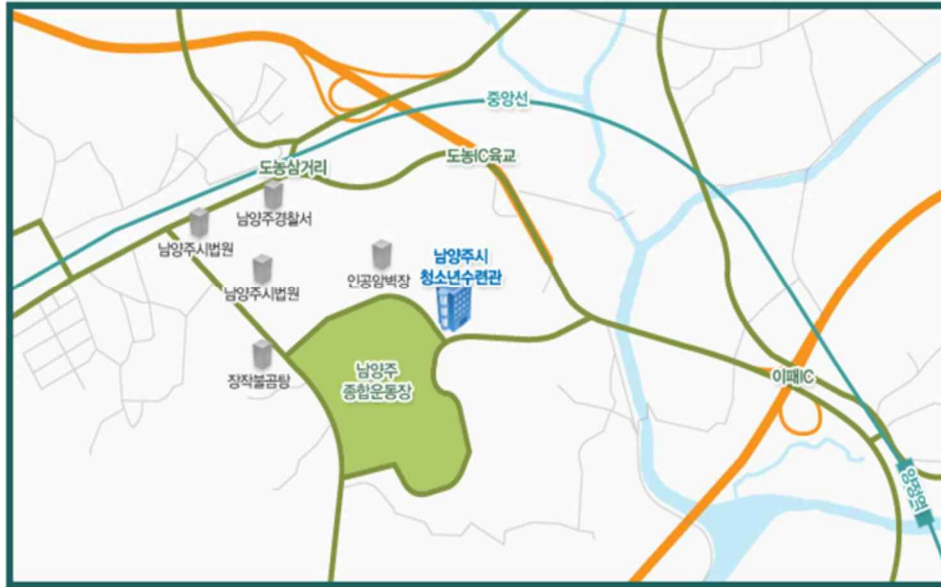 중앙선
도농IC육교
도농삼거리
남양주경찰서
남양주시법원
남양주시
청소년수련관
인공암벽장
남양주시법원
장작불곰탕
남양주
종합운동장
이패IC
양정역